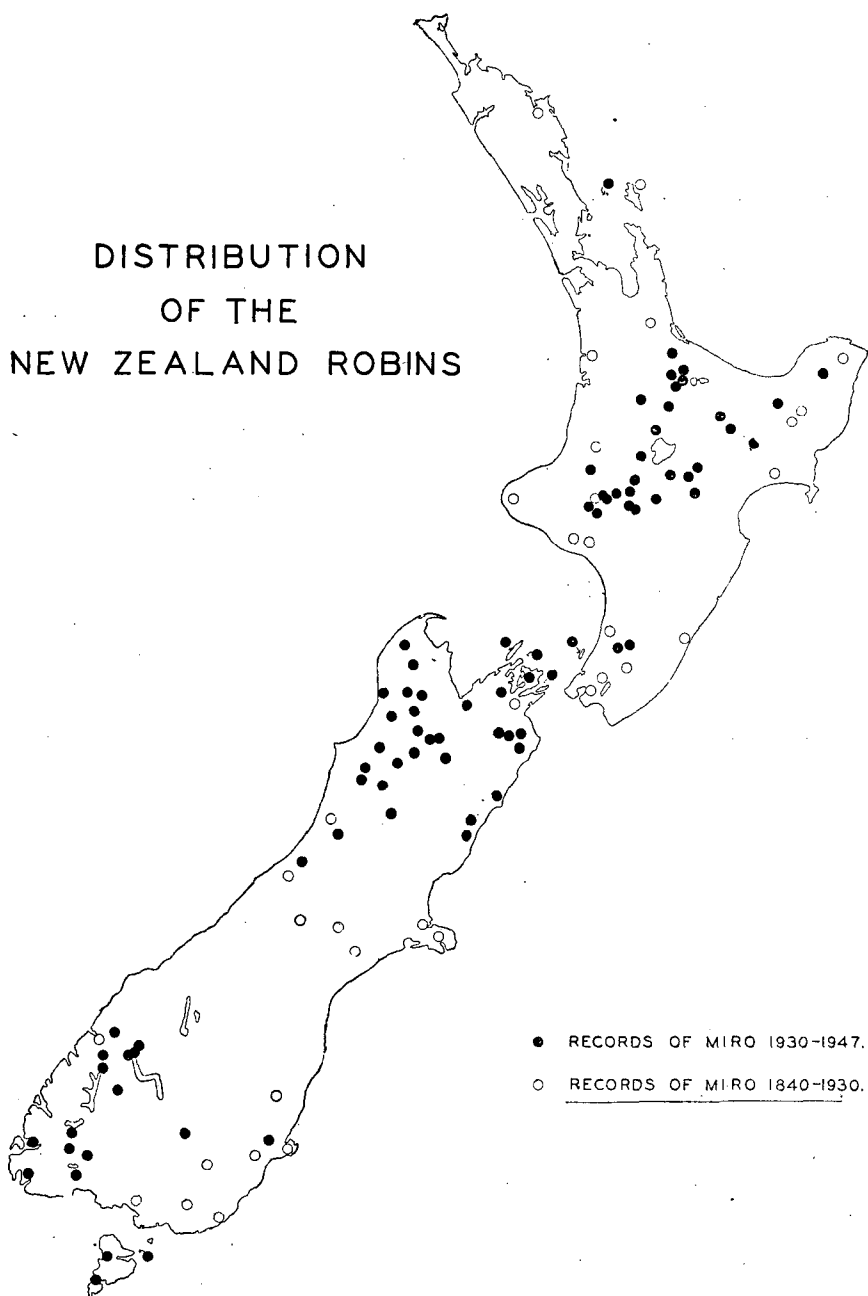 DISTRIBUTION
OF THE
NEW ZEALAND ROBINS
● RECORDS OF MIRO 1930-1947.
○ RECORDS OF MIRO 1840-1930.